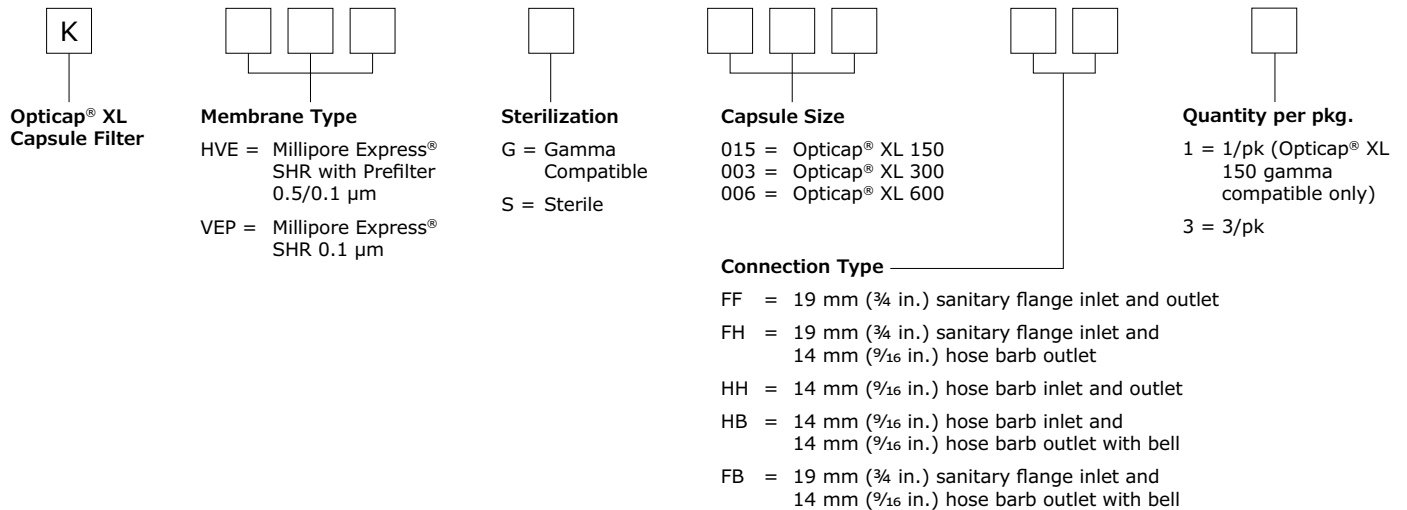 K
Opticap® XL
Capsule Filter
Membrane Type
HVE = Millipore Express®
SHR with Prefilter
0.5/0.1 µm
VEP = Millipore Express®
SHR 0.1 µm
Sterilization
G = Gamma
Compatible
S = Sterile
Capsule Size
015 = Opticap® XL 150
003 = Opticap® XL 300
006 = Opticap® XL 600
Connection Type
FF = 19 mm (¾ in.) sanitary flange inlet and outlet
FH = 19 mm (¾ in.) sanitary flange inlet and
14 mm (⁹⁄₁₆ in.) hose barb outlet
HH = 14 mm (⁹⁄₁₆ in.) hose barb inlet and outlet
HB = 14 mm (⁹⁄₁₆ in.) hose barb inlet and
14 mm (⁹⁄₁₆ in.) hose barb outlet with bell
FB = 19 mm (¾ in.) sanitary flange inlet and
14 mm (⁹⁄₁₆ in.) hose barb outlet with bell
Quantity per pkg.
1 = 1/pk (Opticap® XL
150 gamma
compatible only)
3 = 3/pk